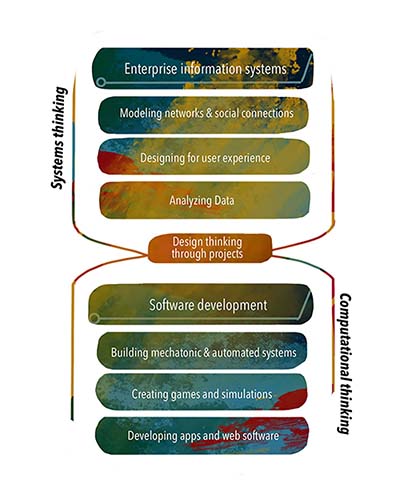 Enterprise information systems
Modeling networks & social connections
Designing for user experience
Analyzing Data
Systems thinking
Design thinking
through projects
Software development
Building mechatonic & automated systems
Creating games and simulations
Developing apps and web software
Computational thinking